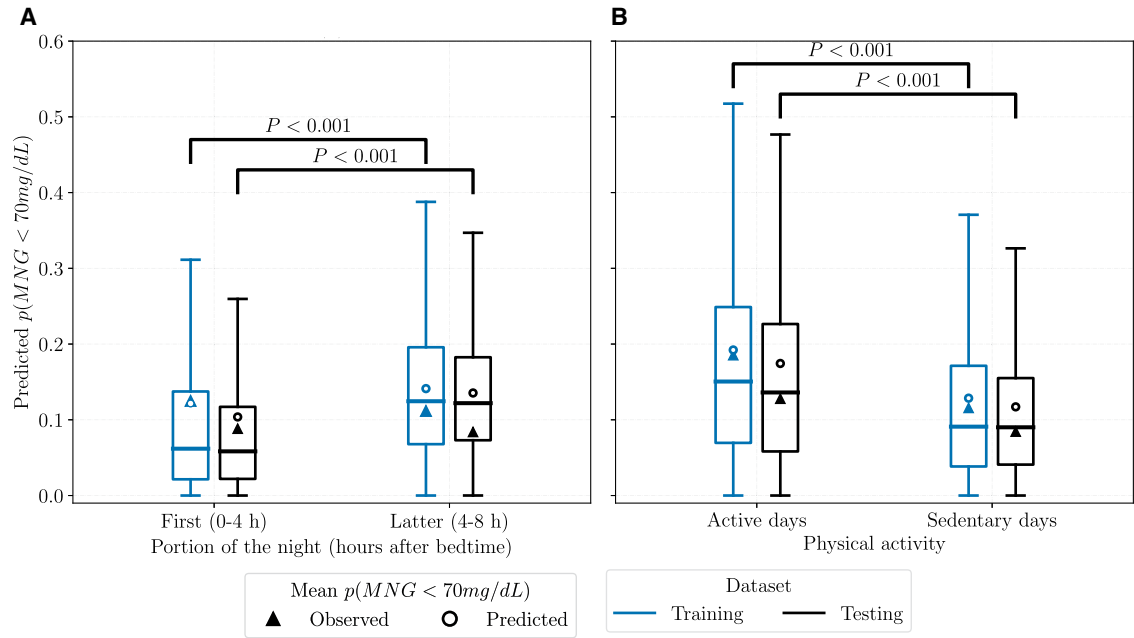 A
B
Predicted p(MNG < 70mg/dL)
0.6
0.5
0.4
0.3
0.2
0.1
0.0
P < 0.001
P < 0.001
First (0-4 h)
Latter (4-8 h)
Portion of the night (hours after bedtime)
P < 0.001
P < 0.001
Active days
Sedentary days
Physical activity
Mean p(MNG < 70mg/dL)
Observed
Predicted
Dataset
Training
Testing